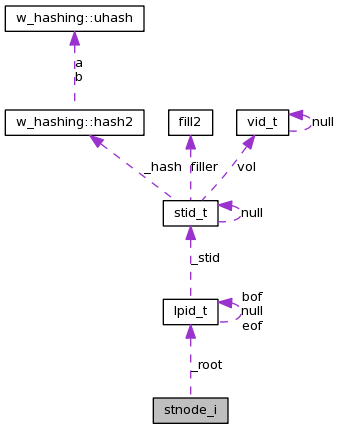 w_hashing::uhash
a
b
w_hashing::hash2
fill2
vid_t
null
_hash
filler
vol
stid_t
null
_stid
lpid_t
bof
null
eof
_root
stnode_i